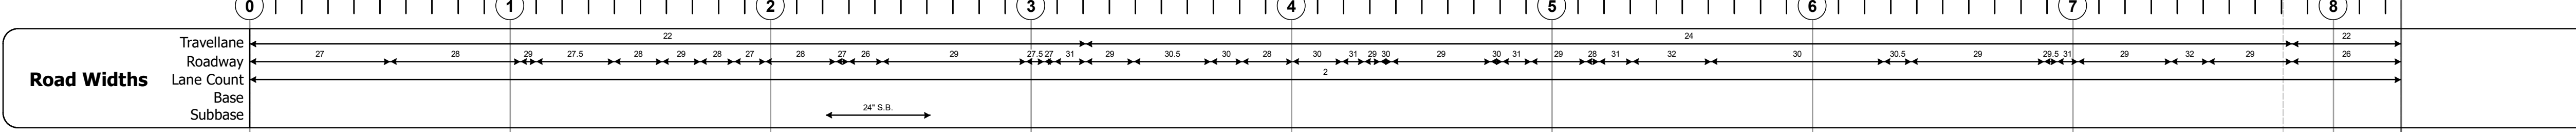 0 1 2 3 4 5 6 7 8
Travellane 22 24 22
Roadway 27 28 29 27.5 28 29 28 27 28 27 26 29 27.5 27 31 29 30.5 30 28 30 31 29 30 29 30 31 29 28 31 32 30 30.5 29 29.5 31 29 32 29 26
Road Widths
Lane Count 2
Base
Subbase 24" S.B.